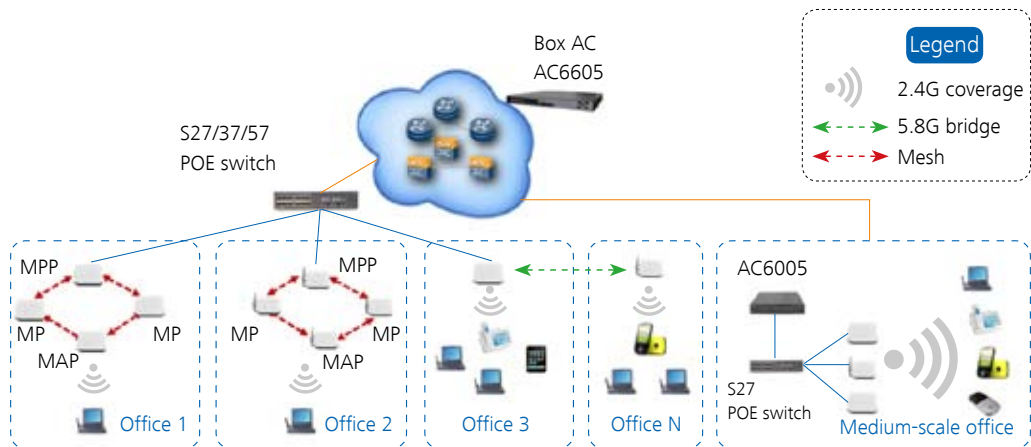 Box AC
AC6605
Legend
2.4G coverage
5.8G bridge
Mesh
S27/37/57
POE switch
MPP
MP
MP
MAP
Office 1
MPP
MP
MP
MAP
Office 2
Office 3
Office N
AC6005
S27
POE switch
Medium-scale office